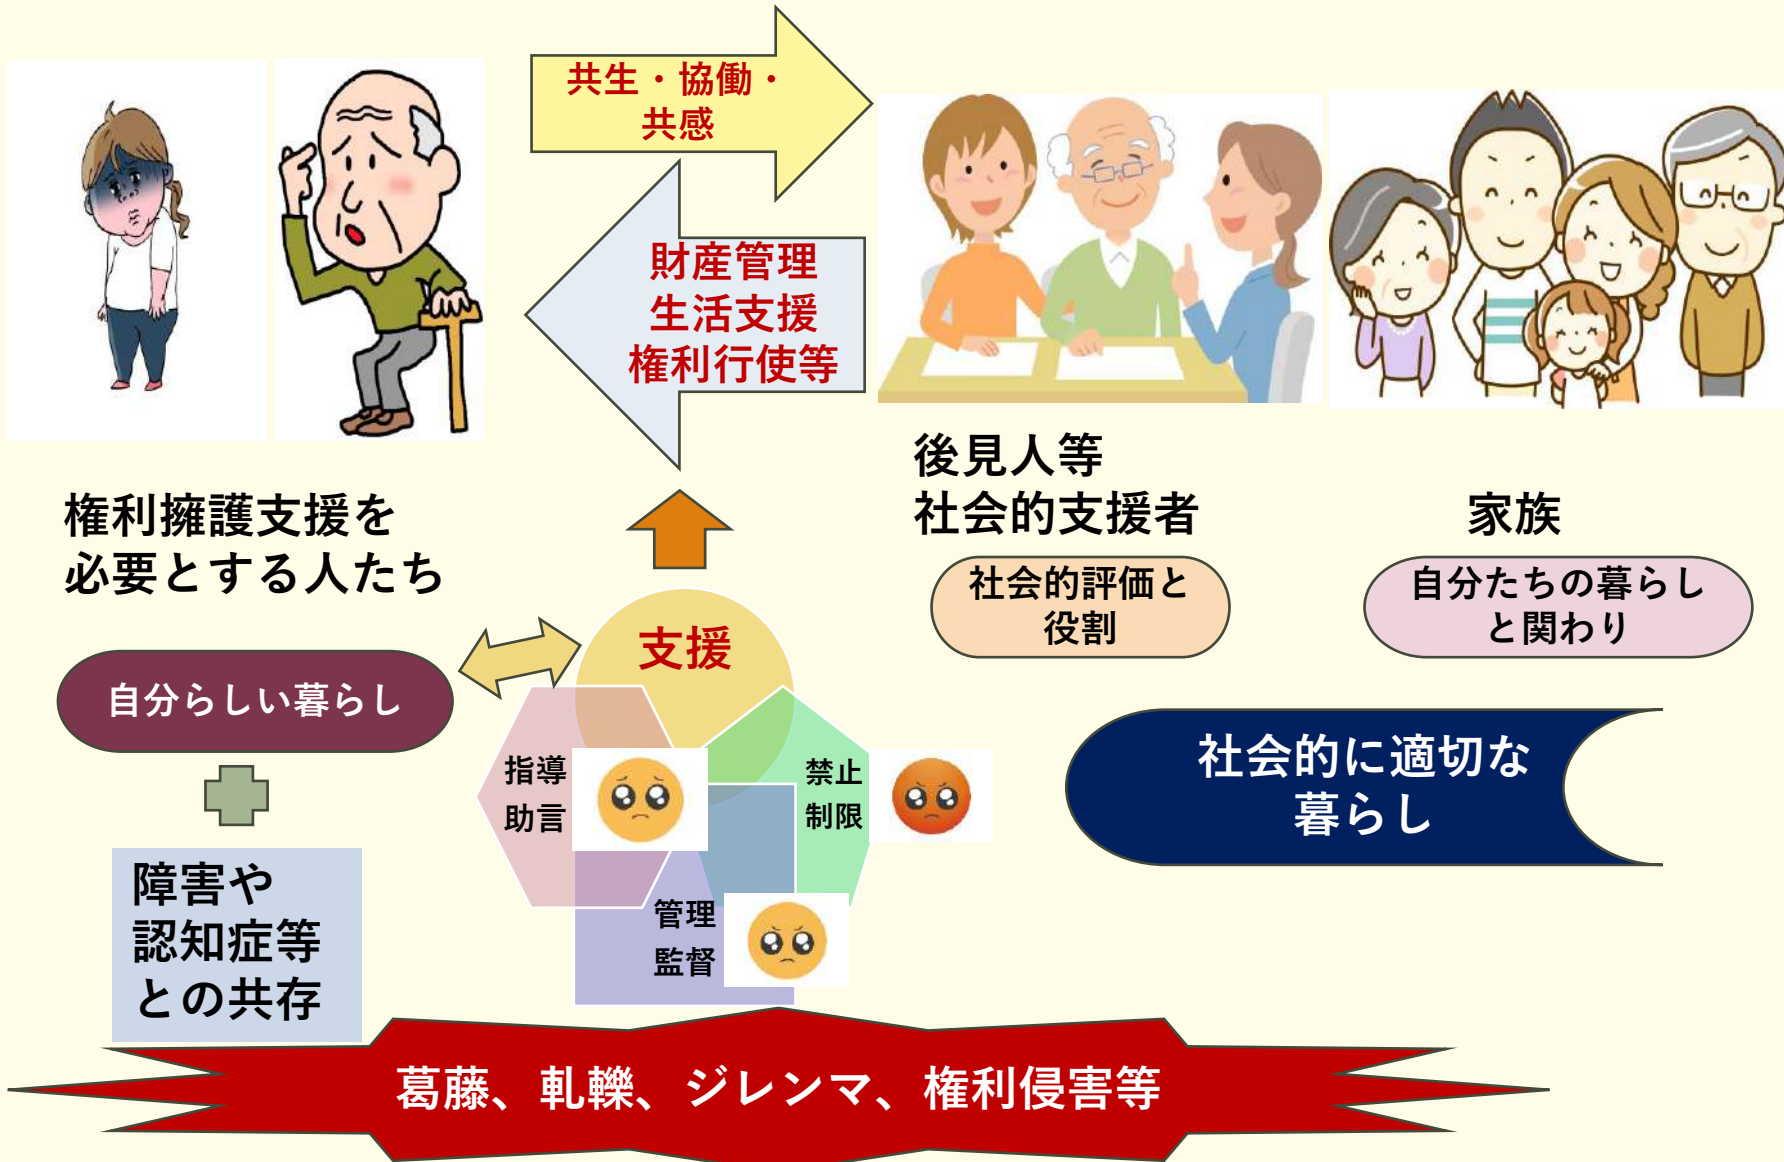 共生・協働・
共感
財産管理
生活支援
権利行使等
権利擁護支援を
必要とする人たち
後見人等
社会的支援者
家族
社会的評価と
役割
自分たちの暮らし
と関わり
支援
自分らしい暮らし
指導
助言
禁止
制限
管理
監督
社会的に適切な
暮らし
障害や
認知症等
との共存
葛藤、軋轢、ジレンマ、権利侵害等